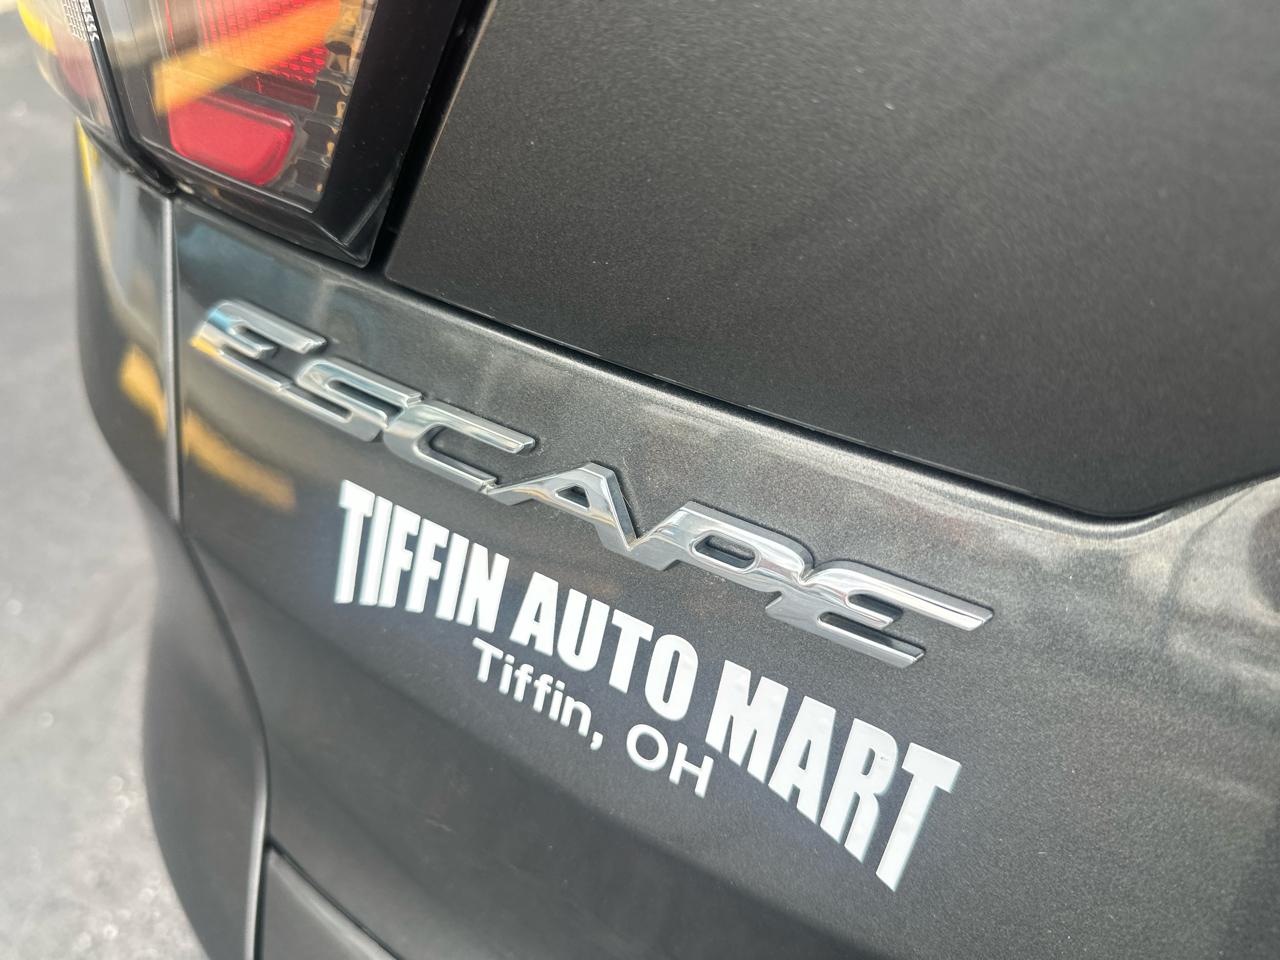 ESCAPE
TIFFIN AUTO MART
Tiffin, OH